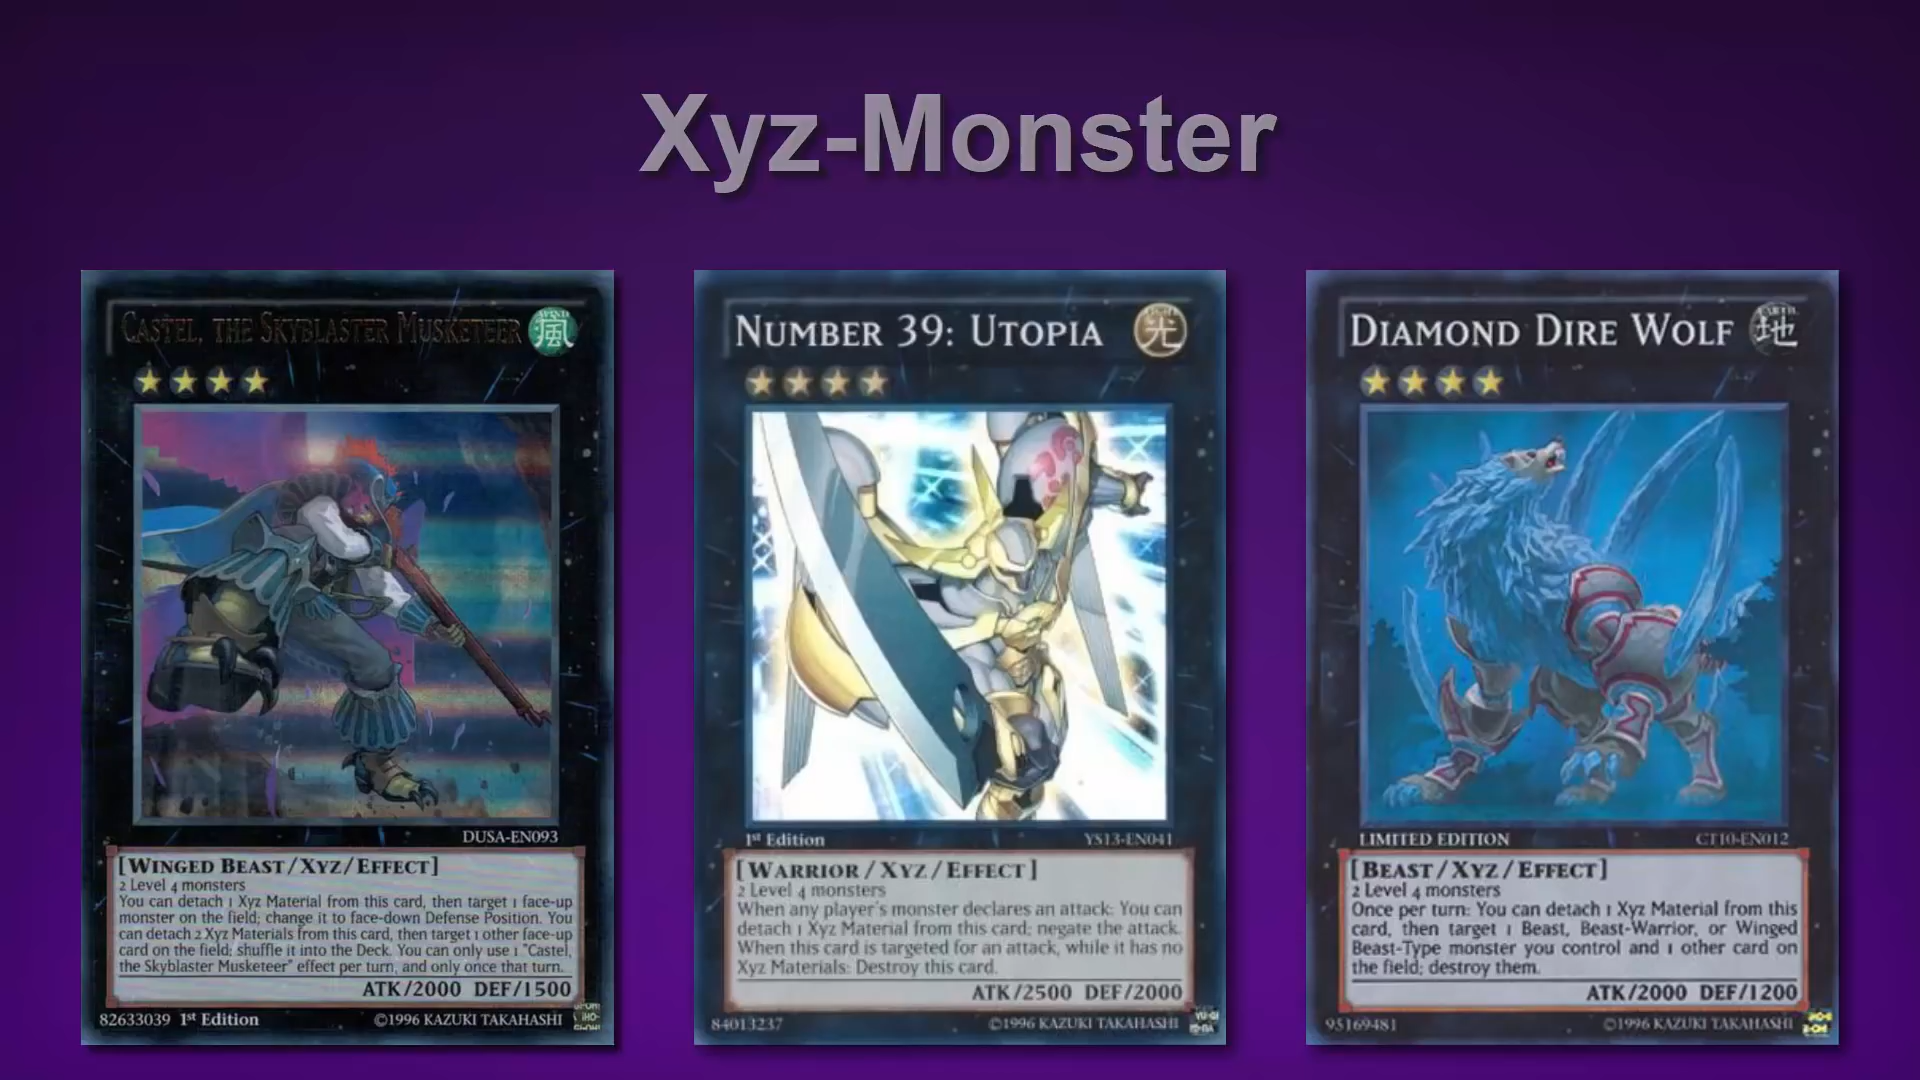 Xyz-Monster
CASTEL, THE SKYBLASTER MUSKETEER
WIND
風
DUSA-EN093
[WINGED BEAST/XYZ/EFFECT]
2 Level 4 monsters
You can detach 1 Xyz Material from this card, then target 1 face-up
monster on the field; change it to face-down Defense Position. You
can detach 2 Xyz Materials from this card, then target 1 other face-up
card on the field; shuffle it into the Deck. You can only use 1 "Castel,
the Skyblaster Musketeer" effect per turn, and only once that turn.
ATK/2000 DEF/1500
82633039 1st Edition ©1996 KAZUKI TAKAHASHI
NUMBER 39: UTOPIA
LIGHT
光
1st Edition YS13-EN041
[WARRIOR/XYZ/EFFECT]
2 Level 4 monsters
When any player's monster declares an attack: You can
detach 1 Xyz Material from this card; negate the attack.
When this card is targeted for an attack, while it has no
Xyz Materials: Destroy this card.
ATK/2500 DEF/2000
84013237 ©1996 KAZUKI TAKAHASHI
DIAMOND DIRE WOLF
EARTH
地
LIMITED EDITION CT10-EN012
[BEAST/XYZ/EFFECT]
2 Level 4 monsters
Once per turn: You can detach 1 Xyz Material from this
card, then target 1 Beast, Beast-Warrior, or Winged
Beast-Type monster you control and 1 other card on
the field; destroy them.
ATK/2000 DEF/1200
95169481 ©1996 KAZUKI TAKAHASHI